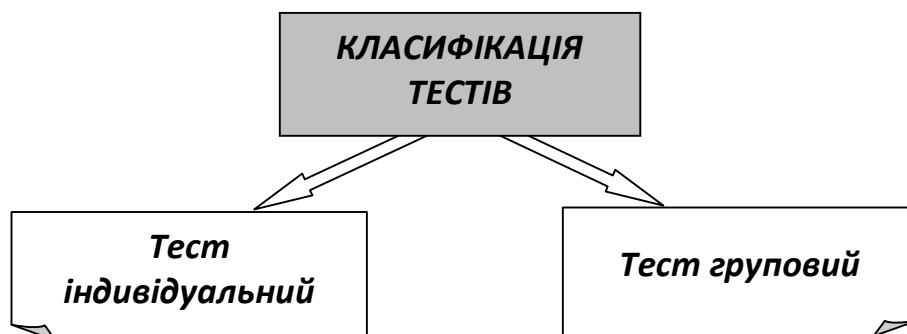 КЛАСИФІКАЦІЯ
ТЕСТІВ
Тест
індивідуальний
Тест груповий